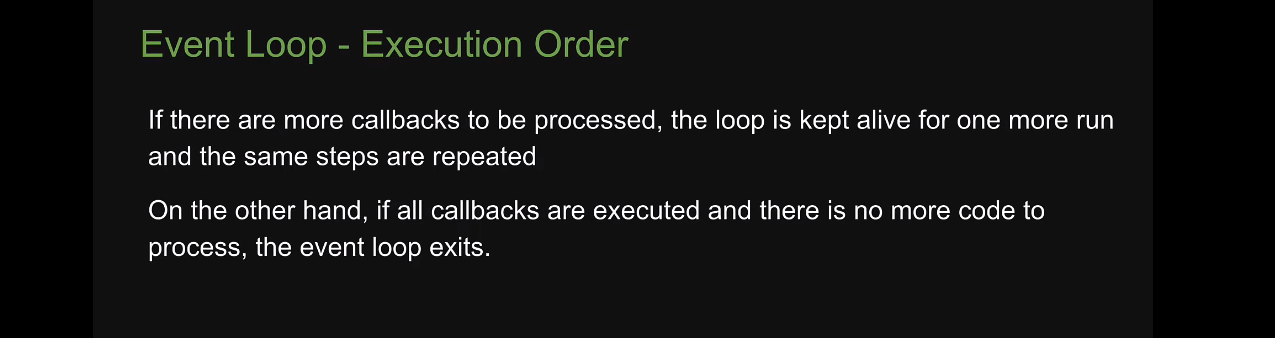 Event Loop - Execution Order
If there are more callbacks to be processed, the loop is kept alive for one more run
and the same steps are repeated
On the other hand, if all callbacks are executed and there is no more code to
process, the event loop exits.